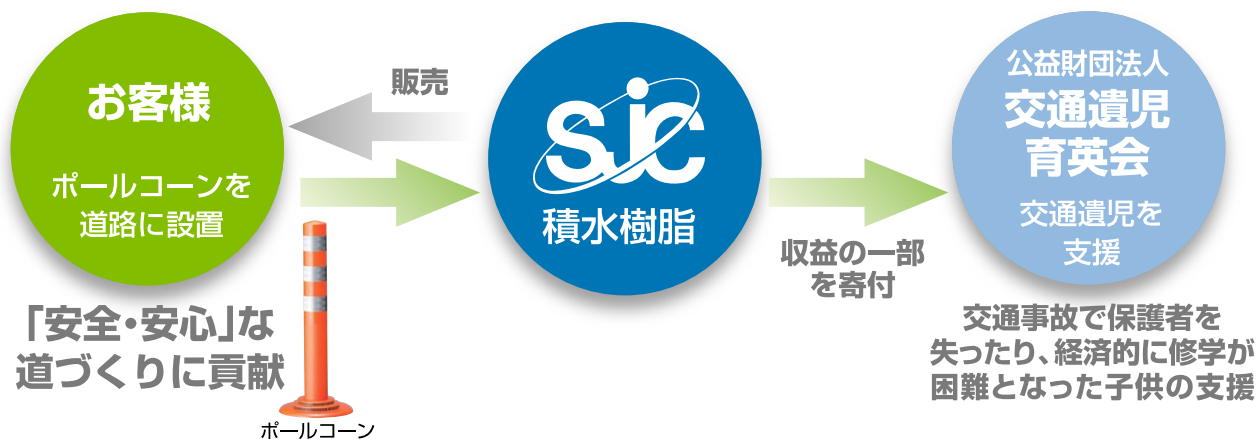 お客様
ポールコーンを
道路に設置
「安全・安心」な
道づくりに貢献
ポールコーン
販売
SJC
積水樹脂
収益の一部
を寄付
公益財団法人
交通遺児
育英会
交通遺児を
支援
交通事故で保護者を
失ったり、経済的に修学が
困難となった子供の支援